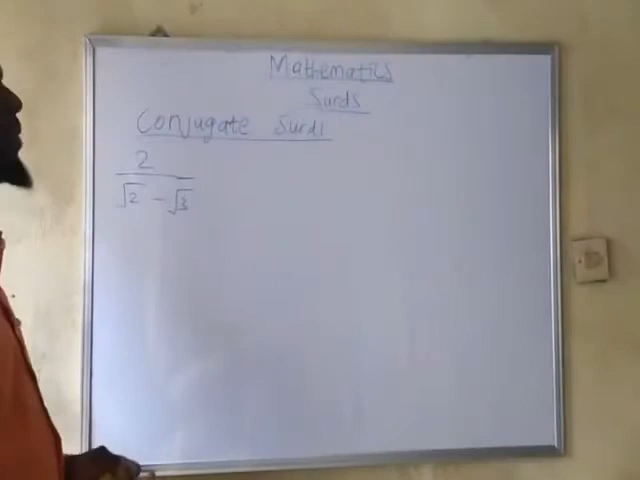 Mathematics
Surds
Conjugate Surds
2
√2 - √3